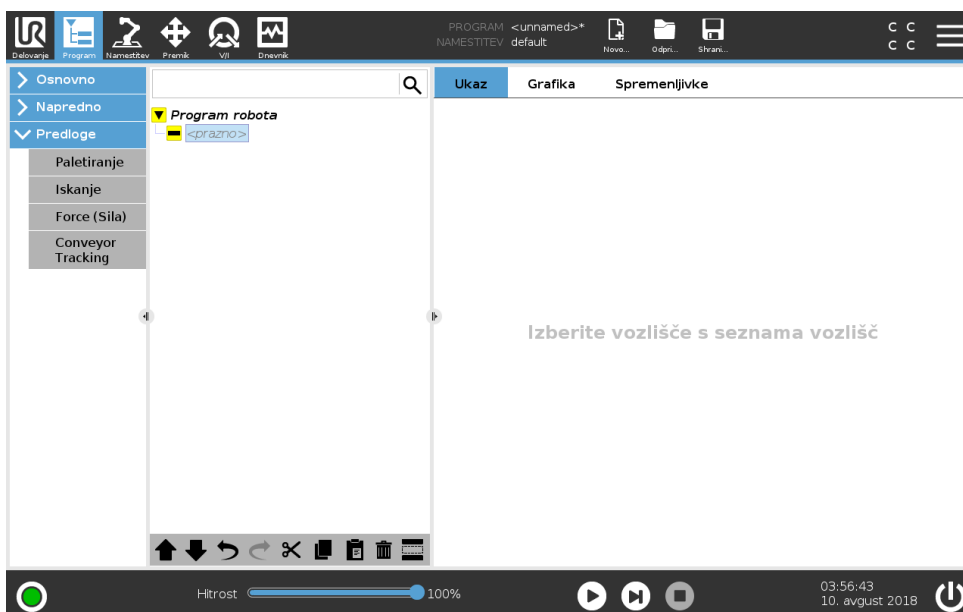 UR
Delovanje
Program
Namestitev
Premik
V/I
Dnevnik
PROGRAM <unnamed>*
NAMESTITEV default
Novo...
Odpri...
Shrani...
C C
C C
Osnovno
Napredno
Predloge
Paletiranje
Iskanje
Force (Sila)
Conveyor
Tracking
Program robota
<prazno>
Ukaz
Grafika
Spremenljivke
Izberite vozlišče s seznama vozlišč
Hitrost
100%
03:56:43
10. avgust 2018